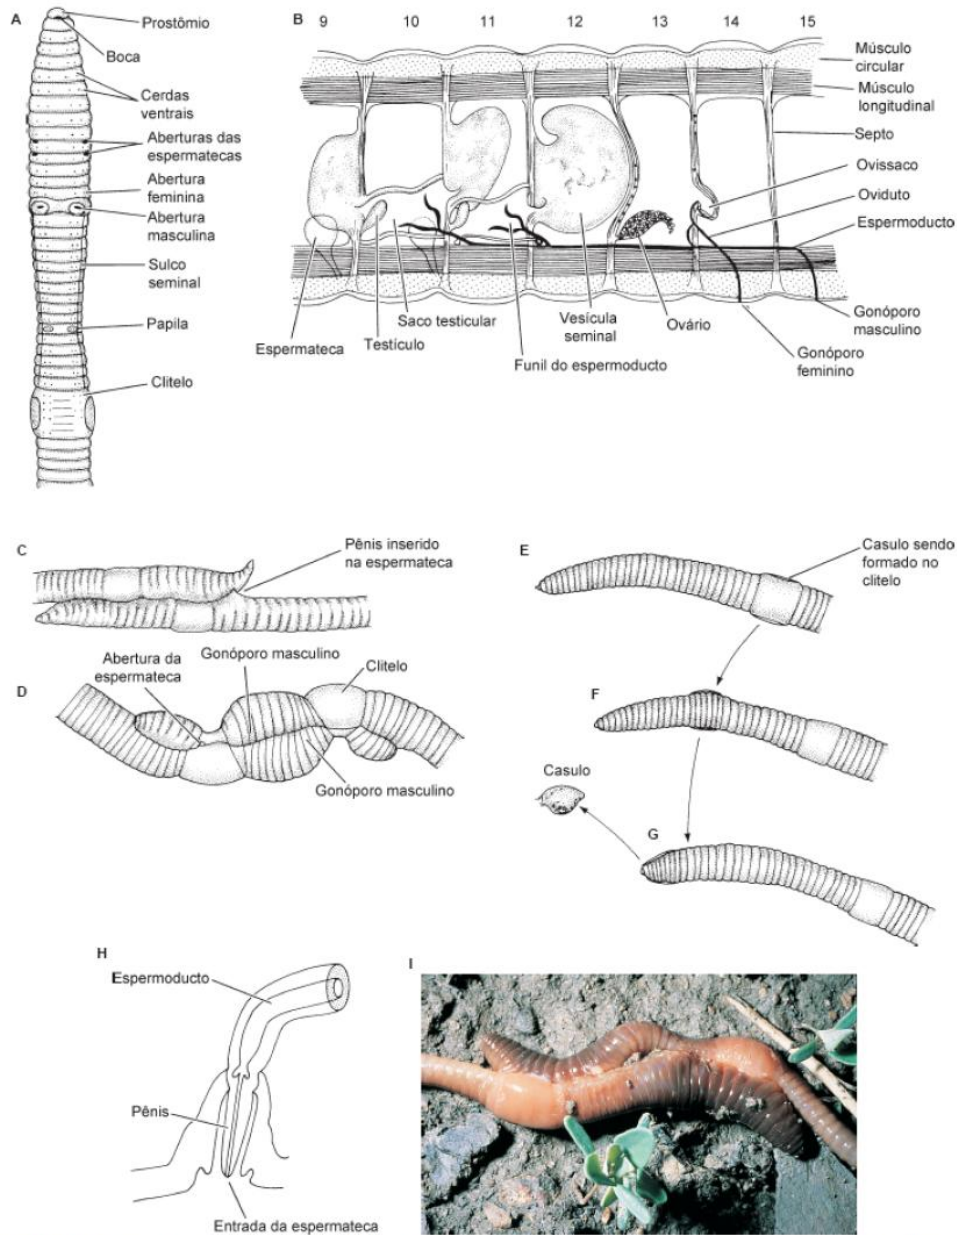 A
Prostômio
Boca
Cerdas
ventrais
Aberturas das
espermatecas
Abertura
feminina
Abertura
masculina
Sulco
seminal
Papila
Clitelo
B
9 10 11 12 13 14 15
Músculo
circular
Músculo
longitudinal
Septo
Ovissaco
Oviduto
Espermoducto
Gonóporo
masculino
Gonóporo
feminino
Ovário
Vesícula
seminal
Funil do espermoducto
Saco testicular
Testículo
Espermateca
C
Pênis inserido
na espermateca
D
Abertura da
espermateca
Gonóporo masculino
Clitelo
Gonóporo masculino
E
Casulo sendo
formado no
clitelo
F
Casulo
G
H
Espermoducto
Pênis
Entrada da espermateca
I